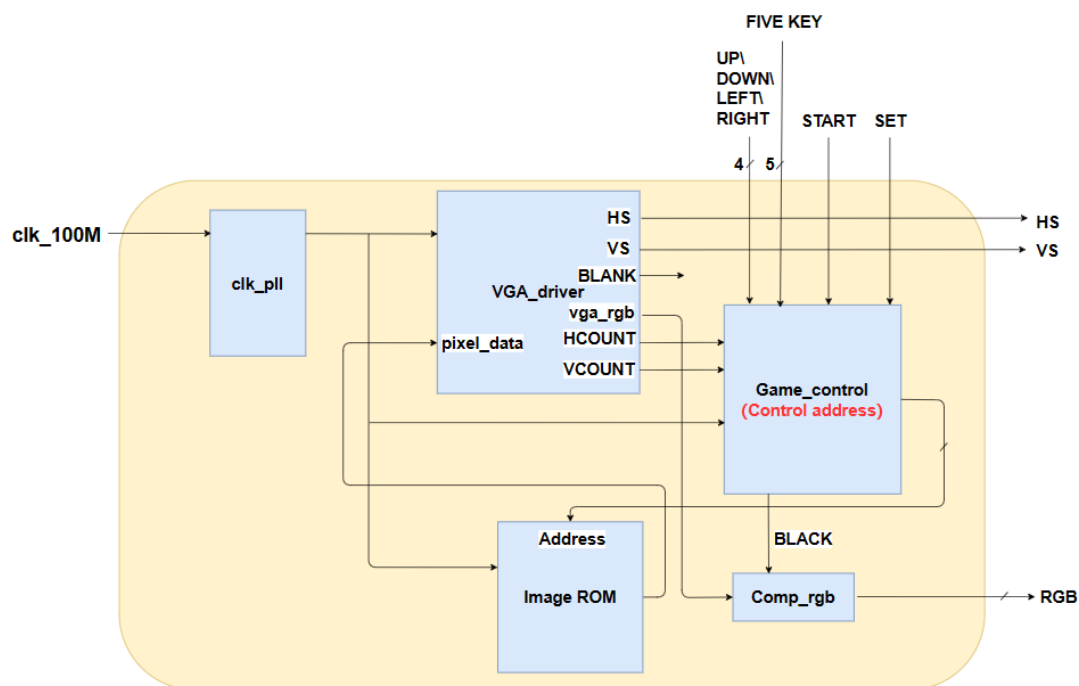 FIVE KEY
UP\
DOWN\
LEFT\
RIGHT
START
SET
4
5
clk_100M
clk_pll
HS
VS
BLANK
VGA_driver
vga_rgb
pixel_data
HCOUNT
VCOUNT
HS
VS
Game_control
(Control address)
Address
Image ROM
BLACK
Comp_rgb
RGB